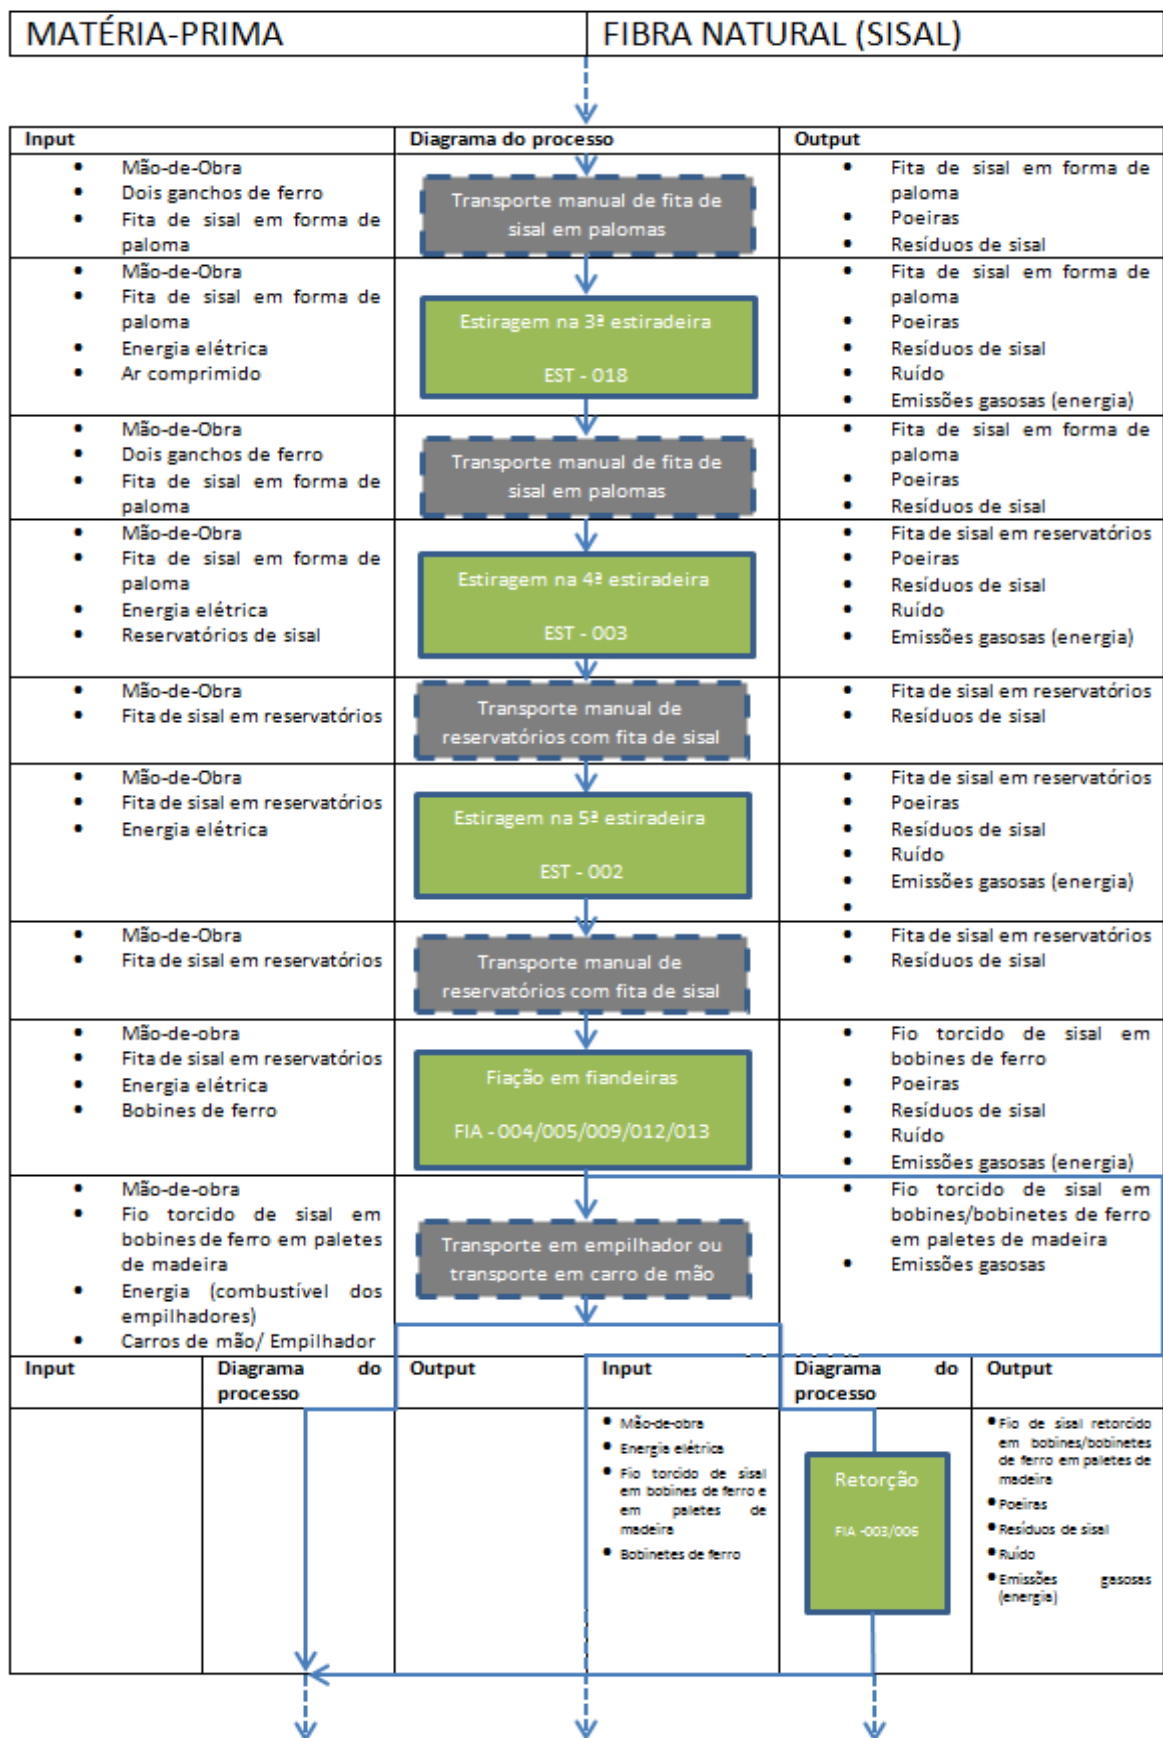 MATÉRIA-PRIMA
FIBRA NATURAL (SISAL)
Input
Diagrama do processo
Output
• Mão-de-Obra
• Dois ganchos de ferro
• Fita de sisal em forma de
paloma
Transporte manual de fita de
sisal em palomas
• Fita de sisal em forma de
paloma
• Poeiras
• Resíduos de sisal
• Mão-de-Obra
• Fita de sisal em forma de
paloma
• Energia elétrica
• Ar comprimido
Estiragem na 3ª estiradeira
EST - 018
• Fita de sisal em forma de
paloma
• Poeiras
• Resíduos de sisal
• Ruído
• Emissões gasosas (energia)
• Mão-de-Obra
• Dois ganchos de ferro
• Fita de sisal em forma de
paloma
Transporte manual de fita de
sisal em palomas
• Fita de sisal em forma de
paloma
• Poeiras
• Resíduos de sisal
• Mão-de-Obra
• Fita de sisal em forma de
paloma
• Energia elétrica
• Reservatórios de sisal
Estiragem na 4ª estiradeira
EST - 003
• Fita de sisal em reservatórios
• Poeiras
• Resíduos de sisal
• Ruído
• Emissões gasosas (energia)
• Mão-de-Obra
• Fita de sisal em reservatórios
Transporte manual de
reservatórios com fita de sisal
• Fita de sisal em reservatórios
• Resíduos de sisal
• Mão-de-Obra
• Fita de sisal em reservatórios
• Energia elétrica
Estiragem na 5ª estiradeira
EST - 002
• Fita de sisal em reservatórios
• Poeiras
• Resíduos de sisal
• Ruído
• Emissões gasosas (energia)
•
• Mão-de-Obra
• Fita de sisal em reservatórios
Transporte manual de
reservatórios com fita de sisal
• Fita de sisal em reservatórios
• Resíduos de sisal
• Mão-de-obra
• Fita de sisal em reservatórios
• Energia elétrica
• Bobines de ferro
Fiação em fiandeiras
FIA - 004/005/009/012/013
• Fio torcido de sisal em
bobines de ferro
• Poeiras
• Resíduos de sisal
• Ruído
• Emissões gasosas (energia)
• Mão-de-obra
• Fio torcido de sisal em
bobines de ferro em paletes
de madeira
• Energia (combustível dos
empilhadores)
• Carros de mão/ Empilhador
Transporte em empilhador ou
transporte em carro de mão
• Fio torcido de sisal em
bobines/bobinetes de ferro
em paletes de madeira
• Emissões gasosas
Input
Diagrama do
processo
Output
Input
Diagrama do
processo
Output
• Mão-de-obra
• Energia elétrica
• Fio torcido de sisal
em bobines de ferro e
em paletes de
madeira
• Bobinetes de ferro
Retorção
FIA -003/006
• Fio de sisal retorcido
em bobines/bobinetes
de ferro em paletes de
madeira
• Poeiras
• Resíduos de sisal
• Ruído
• Emissões gasosas
(energia)